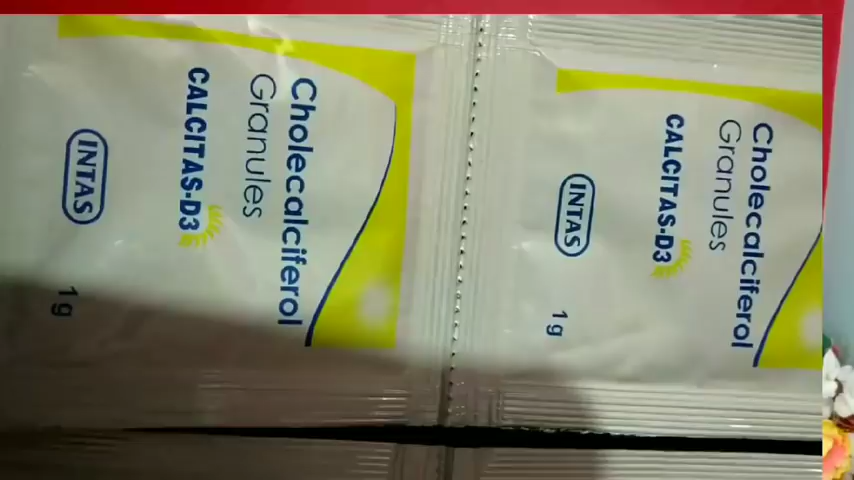 Cholecalciferol
Granules
CALCITAS-D3
INTAS
1g
Cholecalciferol
Granules
CALCITAS-D3
INTAS
1g